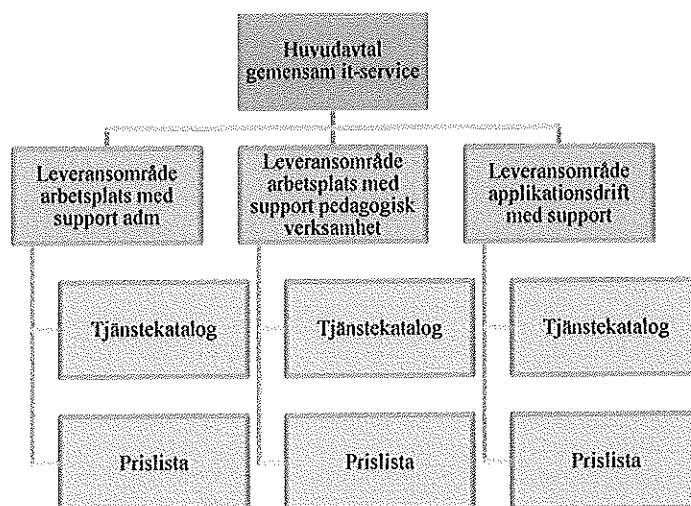 Huvudavtal
gemensam it-service
Leveransområde
arbetsplats med
support adm
Leveransområde
arbetsplats med
support pedagogisk
verksamhet
Leveransområde
applikationsdrift
med support
Tjänstekatalog
Tjänstekatalog
Tjänstekatalog
Prislista
Prislista
Prislista